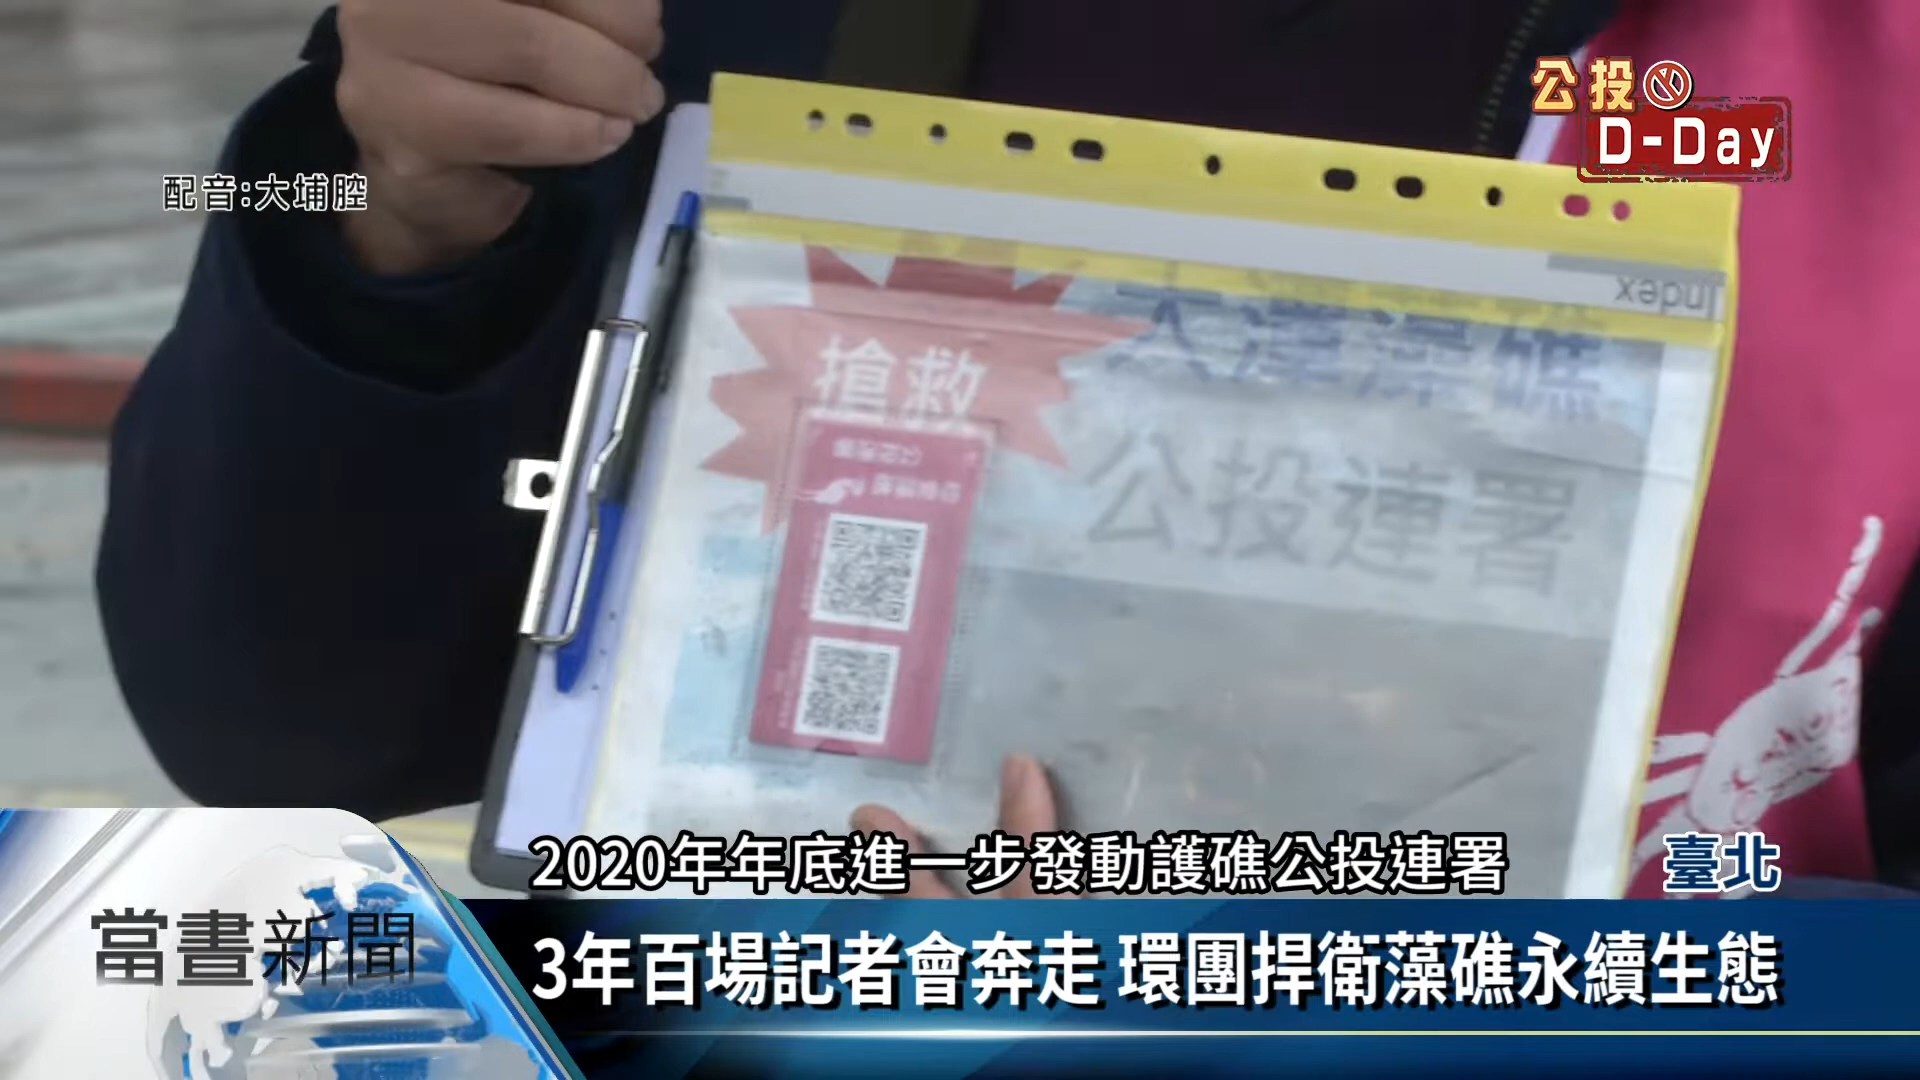 公投
D-Day
配音:大埔腔
Index
搶救
大潭藻礁
公投連署
2020年年底進一步發動護礁公投連署
臺北
當晝新聞
3年百場記者會奔走 環團捍衛藻礁永續生態